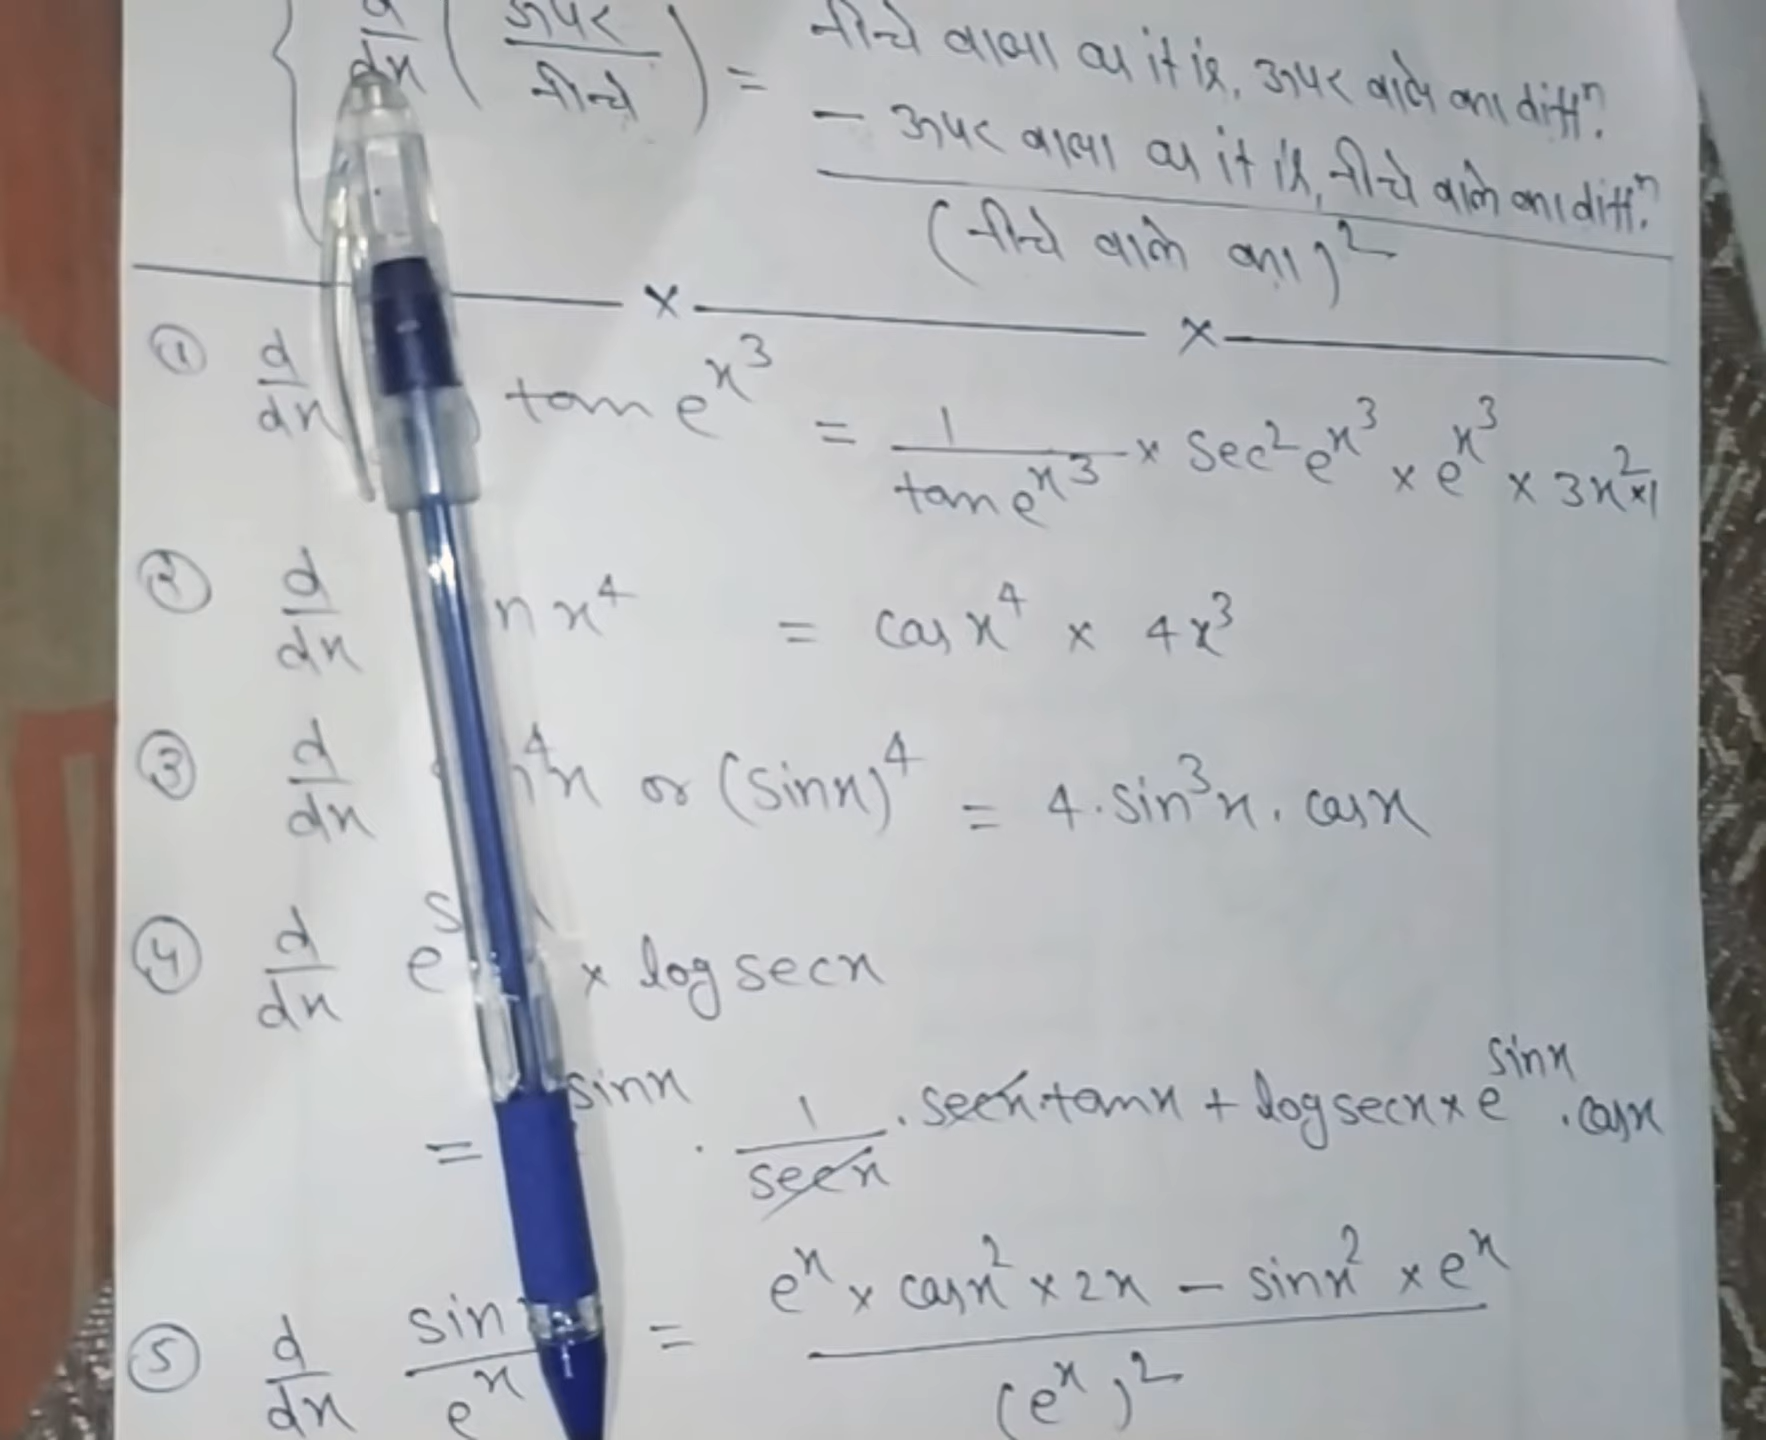 d/dx (ऊपर/नीचे) = नीचे वाला as it is, ऊपर वाले का diffⁿ.
- ऊपर वाला as it is, नीचे वाले का diffⁿ.
(नीचे वाले का)²
× ×
① d/dx tan e^x³ = 1/tan e^x³ × sec² e^x³ × e^x³ × 3x² × 1
② d/dx n x⁴ = cos x⁴ × 4x³
③ d/dx ⁴x or (sinx)⁴ = 4·sin³x·cosx
④ d/dx e^s × log secx
= sinx · 1/secx · secx·tanx + log secx × e^sinx · cosx
⑤ d/dx sin/e^x = e^x × cosx² × 2x - sinx² × e^x / (e^x)²